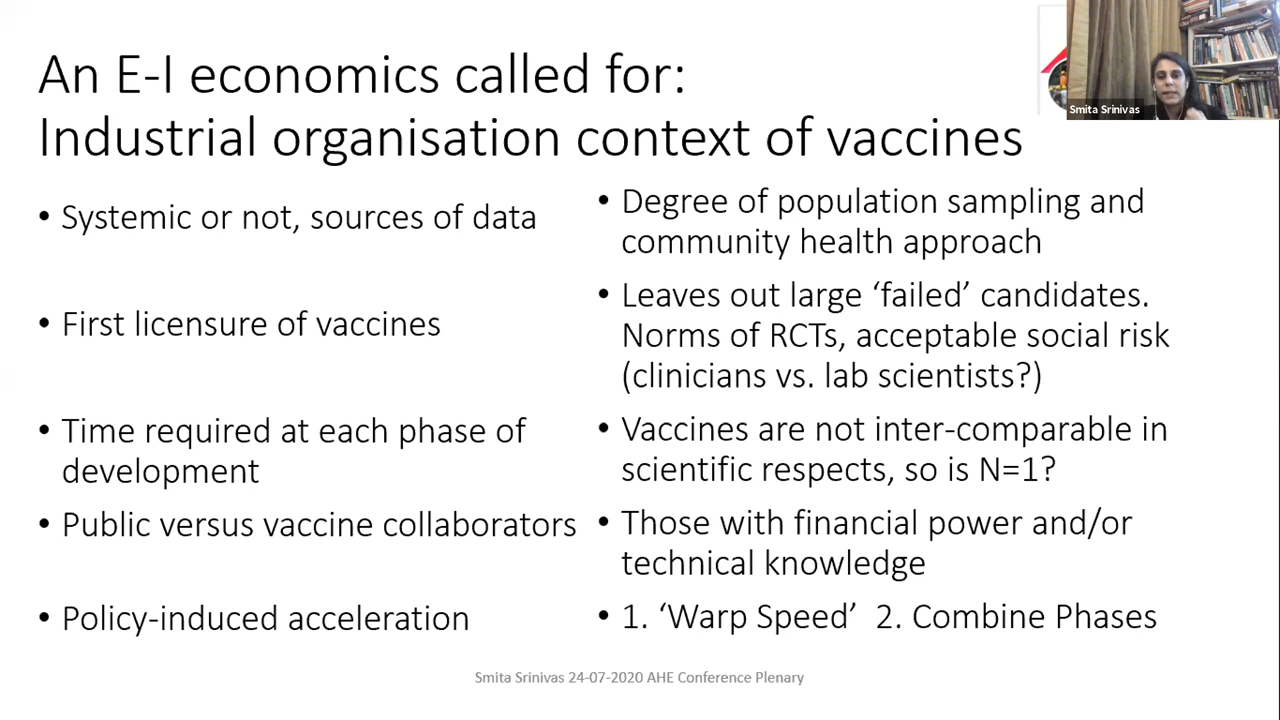 An E-I economics called for:
Industrial organisation context of vaccines
Smita Srinivas
• Systemic or not, sources of data
• First licensure of vaccines
• Time required at each phase of
development
• Public versus vaccine collaborators
• Policy-induced acceleration
• Degree of population sampling and
community health approach
• Leaves out large ‘failed’ candidates.
Norms of RCTs, acceptable social risk
(clinicians vs. lab scientists?)
• Vaccines are not inter-comparable in
scientific respects, so is N=1?
• Those with financial power and/or
technical knowledge
• 1. ‘Warp Speed’ 2. Combine Phases
Smita Srinivas 24-07-2020 AHE Conference Plenary